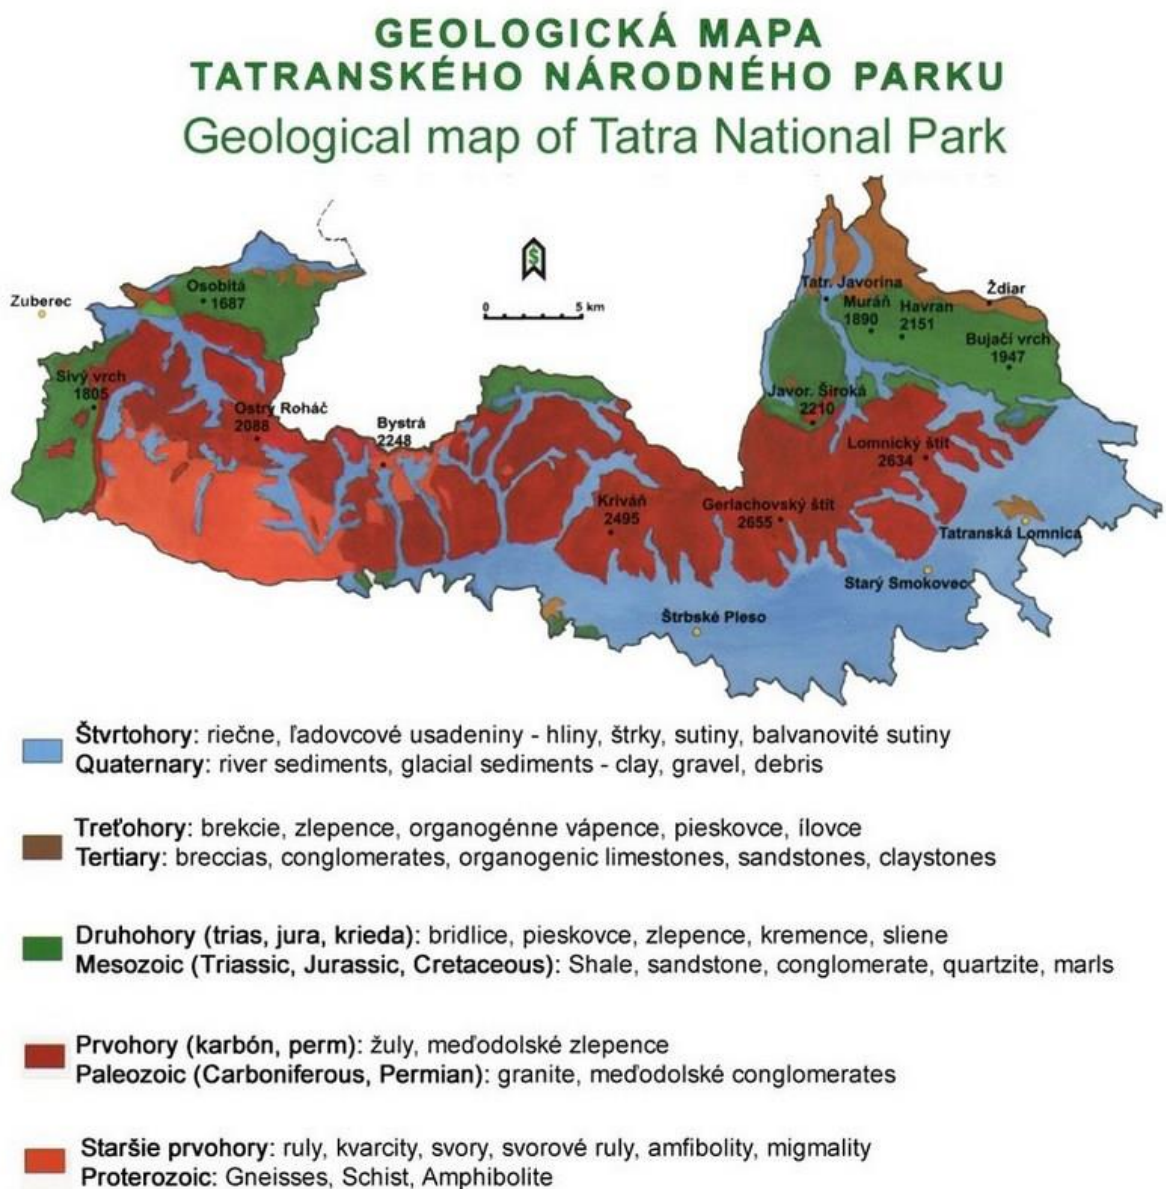 GEOLOGICKÁ MAPA
TATRANSKÉHO NÁRODNÉHO PARKU
Geological map of Tatra National Park
S
0 5 km
Zuberec
Osobitá
1687
Sivý vrch
1805
Ostrý Roháč
2088
Bystrá
2248
Kriváň
2495
Gerlachovský štít
2655
Tatr. Javorina
Muráň
1890
Havran
2151
Ždiar
Bujačí vrch
1947
Javor. Široká
2210
Lomnický štít
2634
Tatranská Lomnica
Starý Smokovec
Štrbské Pleso
Štvrtohory: riečne, ľadovcové usadeniny - hliny, štrky, sutiny, balvanovité sutiny
Quaternary: river sediments, glacial sediments - clay, gravel, debris
Treťohory: brekcie, zlepence, organogénne vápence, pieskovce, ílovce
Tertiary: breccias, conglomerates, organogenic limestones, sandstones, claystones
Druhohory (trias, jura, krieda): bridlice, pieskovce, zlepence, kremence, sliene
Mesozoic (Triassic, Jurassic, Cretaceous): Shale, sandstone, conglomerate, quartzite, marls
Prvohory (karbón, perm): žuly, meďodolské zlepence
Paleozoic (Carboniferous, Permian): granite, meďodolské conglomerates
Staršie prvohory: ruly, kvarcity, svory, svorové ruly, amfibolity, migmality
Proterozoic: Gneisses, Schist, Amphibolite